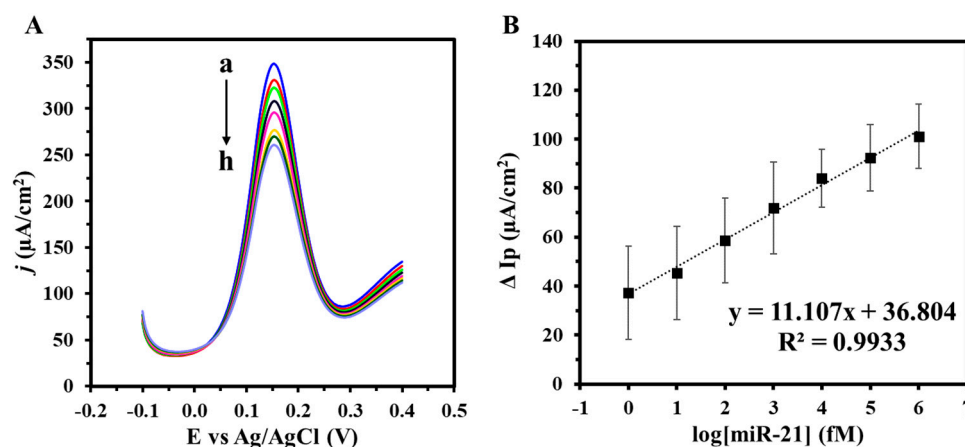 A
350
300
250
200
150
100
50
0
a
h
j (μA/cm²)
-0.2 -0.1 0.0 0.1 0.2 0.3 0.4 0.5
E vs Ag/AgCl (V)
B
140
120
100
80
60
40
20
0
Δ Ip (μA/cm²)
y = 11.107x + 36.804
R² = 0.9933
-1 0 1 2 3 4 5 6 7
log[miR-21] (fM)